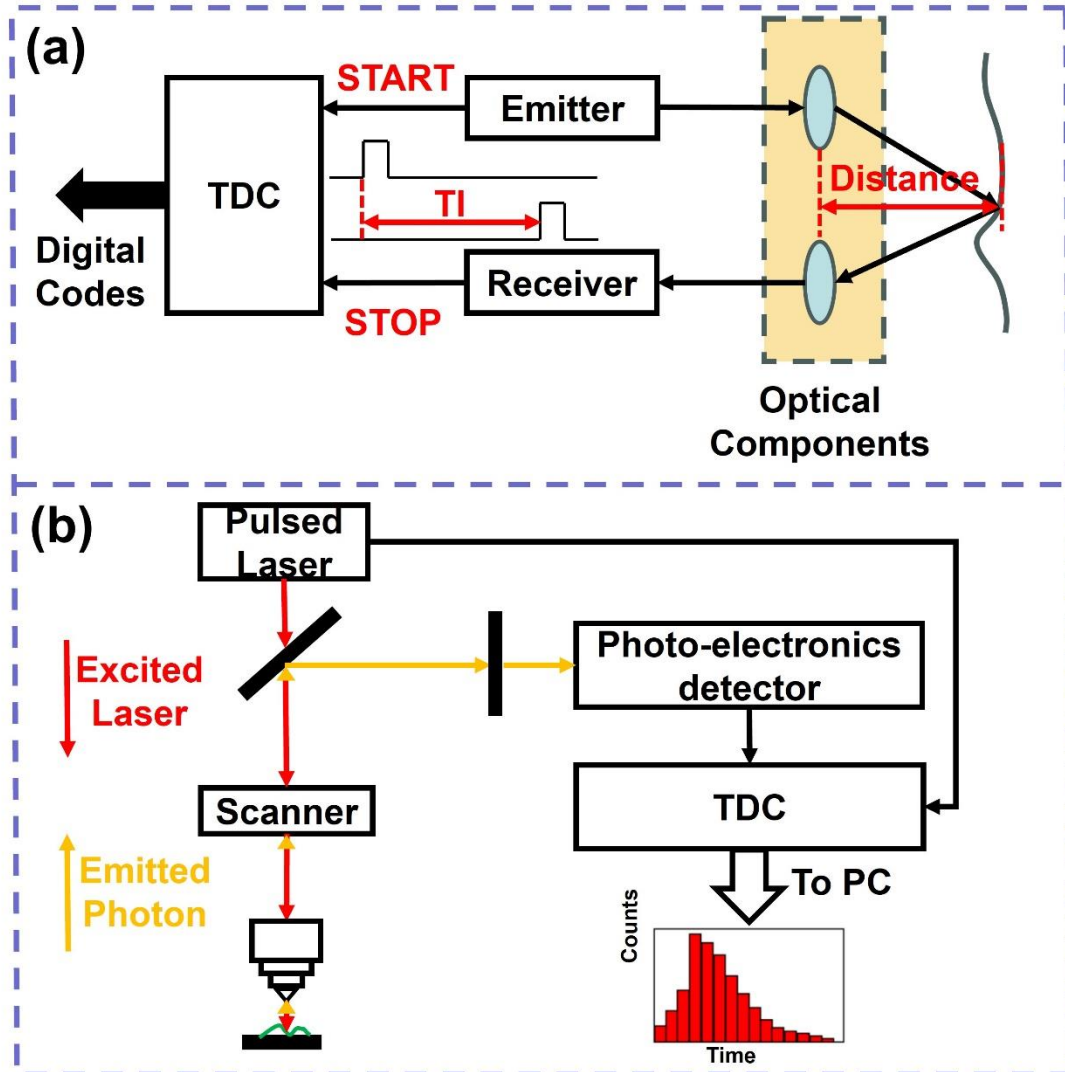 (a)
START
Emitter
TDC
TI
Distance
Digital
Codes
STOP
Receiver
Optical
Components
(b)
Pulsed
Laser
Excited
Laser
Photo-electronics
detector
Scanner
TDC
Emitted
Photon
To PC
Counts
Time